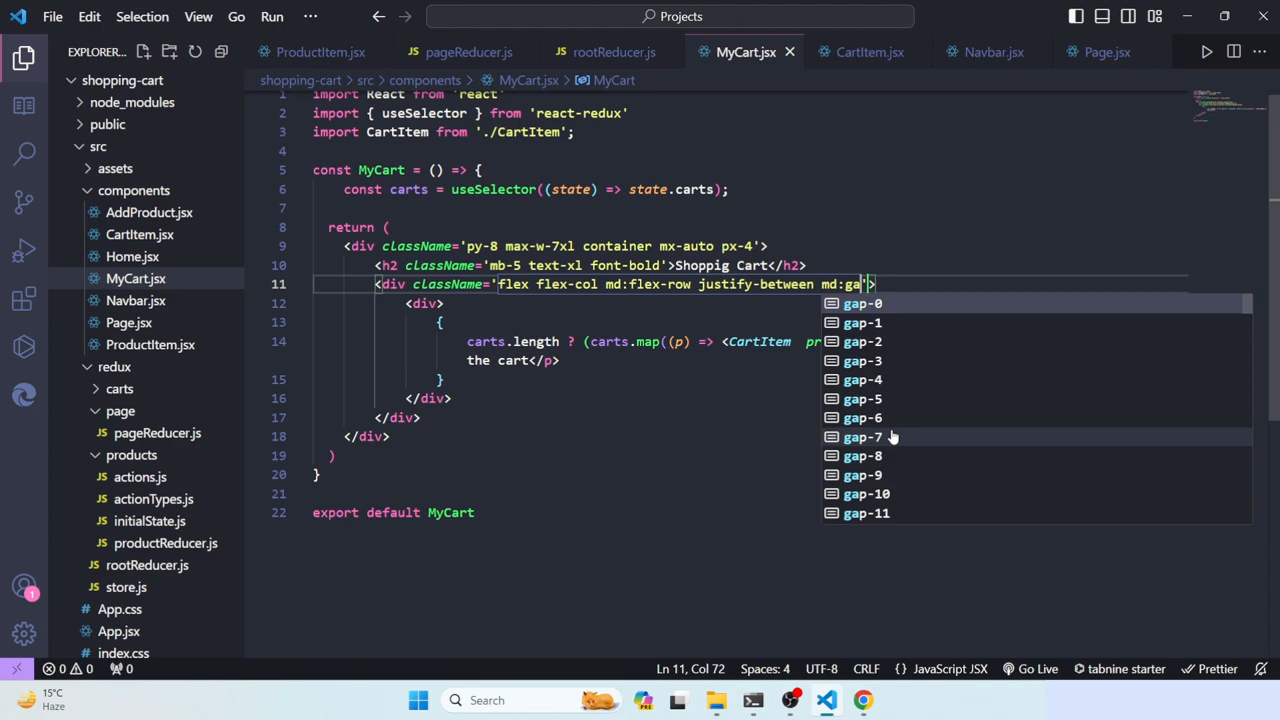 File Edit Selection View Go Run ··· Projects
EXPLORER... ProductItem.jsx pageReducer.js rootReducer.js MyCart.jsx CartItem.jsx Navbar.jsx Page.jsx
shopping-cart
node_modules
public
src
assets
components
AddProduct.jsx
CartItem.jsx
Home.jsx
MyCart.jsx
Navbar.jsx
Page.jsx
ProductItem.jsx
redux
carts
page
pageReducer.js
products
actions.js
actionTypes.js
initialState.js
productReducer.js
rootReducer.js
store.js
App.css
App.jsx
index.css
shopping-cart > src > components > MyCart.jsx > MyCart
1 import React from 'react'
2 import { useSelector } from 'react-redux'
3 import CartItem from './CartItem';
4
5 const MyCart = () => {
6 const carts = useSelector((state) => state.carts);
7
8 return (
9 <div className='py-8 max-w-7xl container mx-auto px-4'>
10 <h2 className='mb-5 text-xl font-bold'>Shoppig Cart</h2>
11 <div className='flex flex-col md:flex-row justify-between md:ga'>
12 <div>
13 {
14 carts.length ? (carts.map((p) => <CartItem pr
the cart</p>
15 }
16 </div>
17 </div>
18 </div>
19 )
20 }
21
22 export default MyCart
gap-0
gap-1
gap-2
gap-3
gap-4
gap-5
gap-6
gap-7
gap-8
gap-9
gap-10
gap-11
1
0 0 0 Ln 11, Col 72 Spaces: 4 UTF-8 CRLF {} JavaScript JSX Go Live tabnine starter Prettier
15°C
Haze
Search
PRE